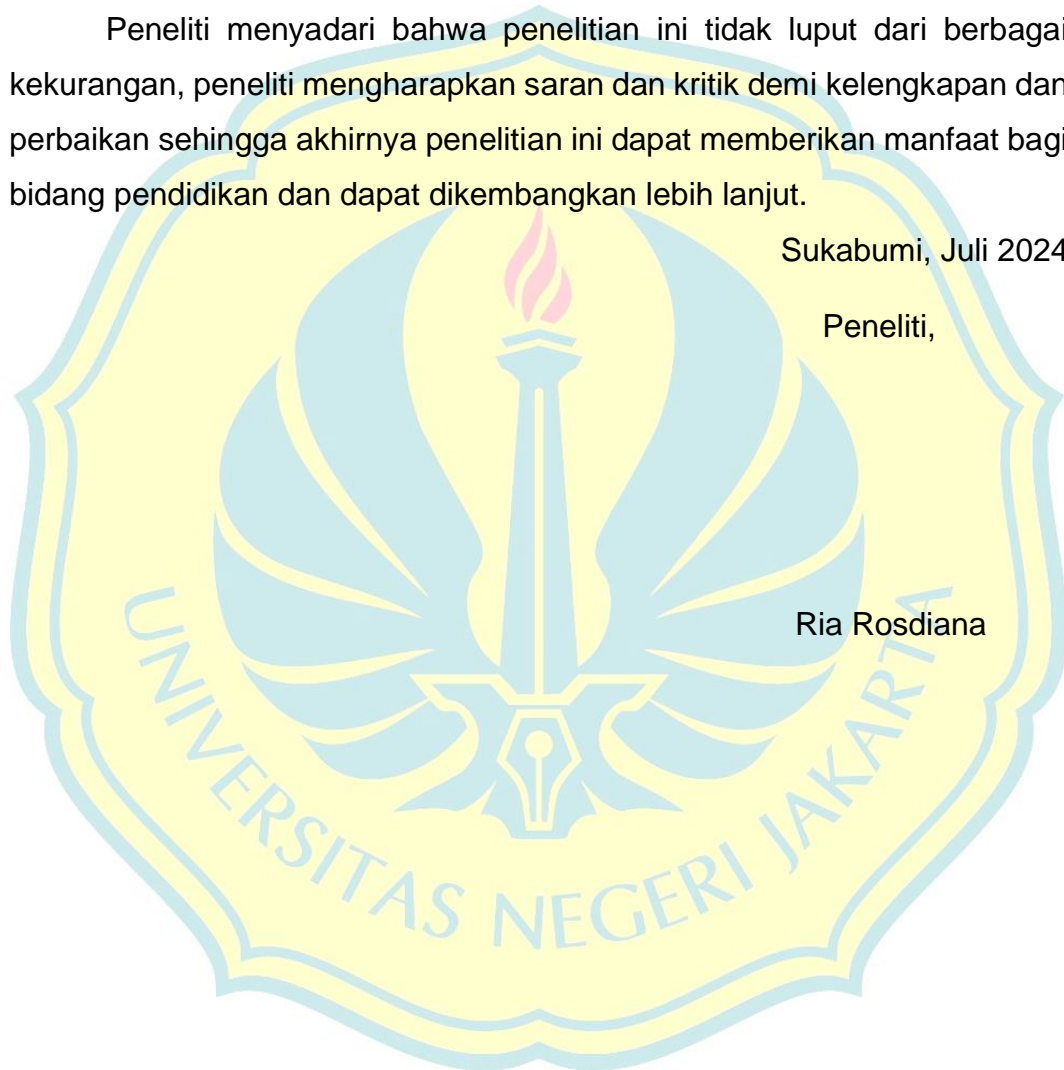 Peneliti menyadari bahwa penelitian ini tidak luput dari berbagai
kekurangan, peneliti mengharapkan saran dan kritik demi kelengkapan dan
perbaikan sehingga akhirnya penelitian ini dapat memberikan manfaat bagi
bidang pendidikan dan dapat dikembangkan lebih lanjut.
Sukabumi, Juli 2024
Peneliti,
Ria Rosdiana
UNIVERSITAS NEGERI JAKARTA